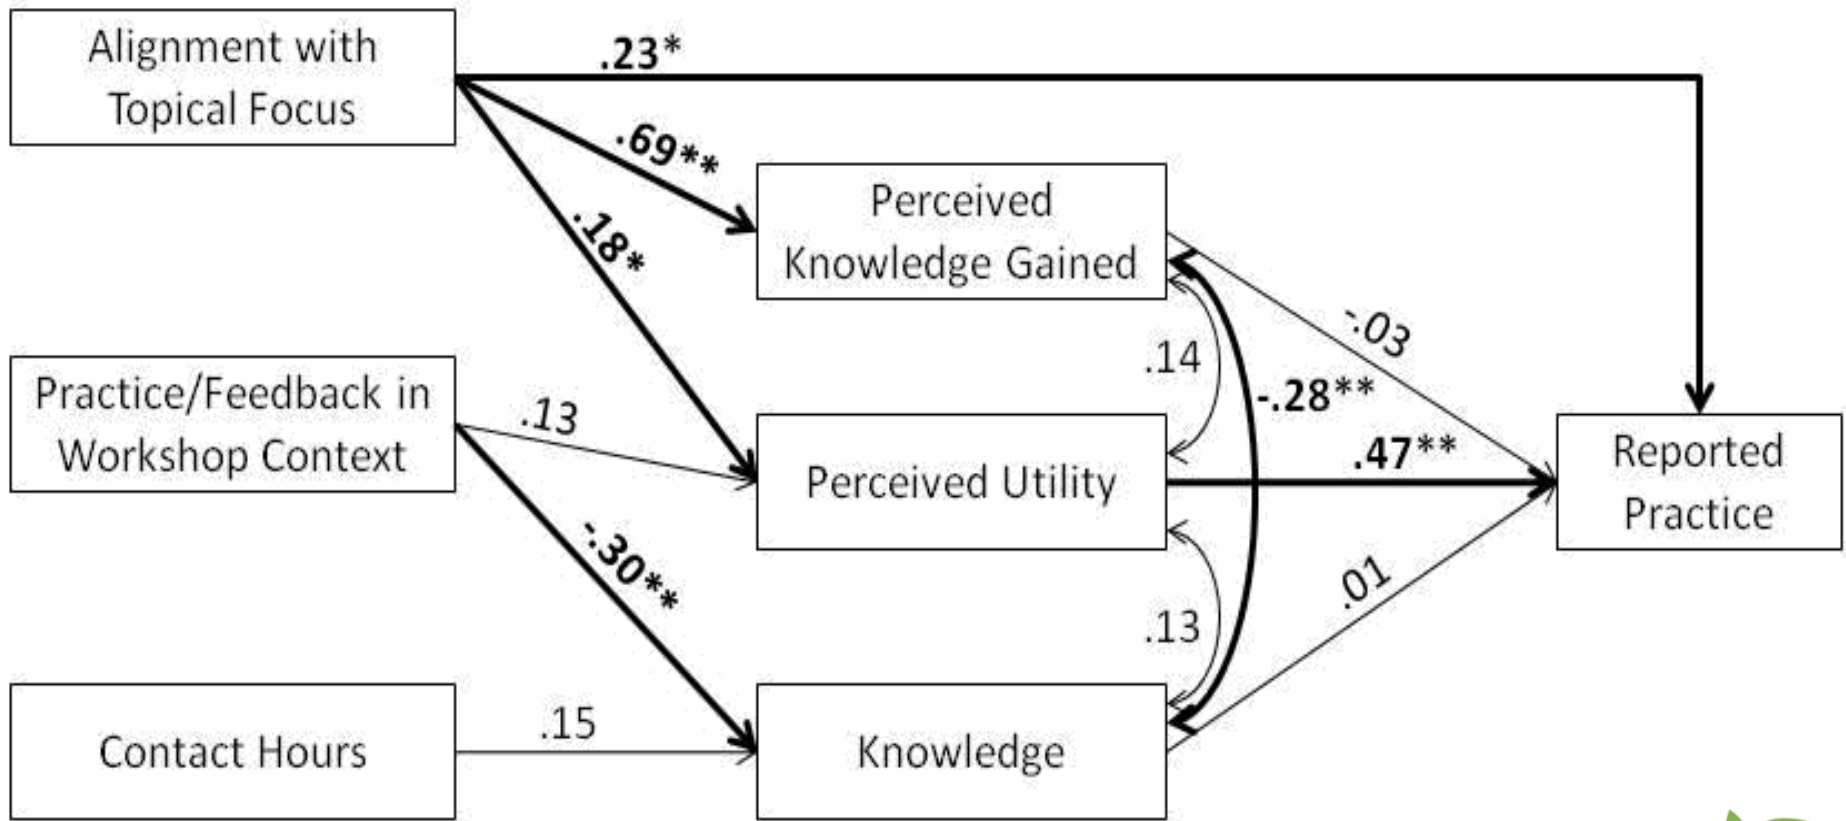 Alignment with
Topical Focus
.23*
.69**
.18*
Perceived
Knowledge Gained
-.03
.14
-.28**
Practice/Feedback in
Workshop Context
.13
Perceived Utility
.47**
Reported
Practice
-.30**
.13
.01
Contact Hours
.15
Knowledge